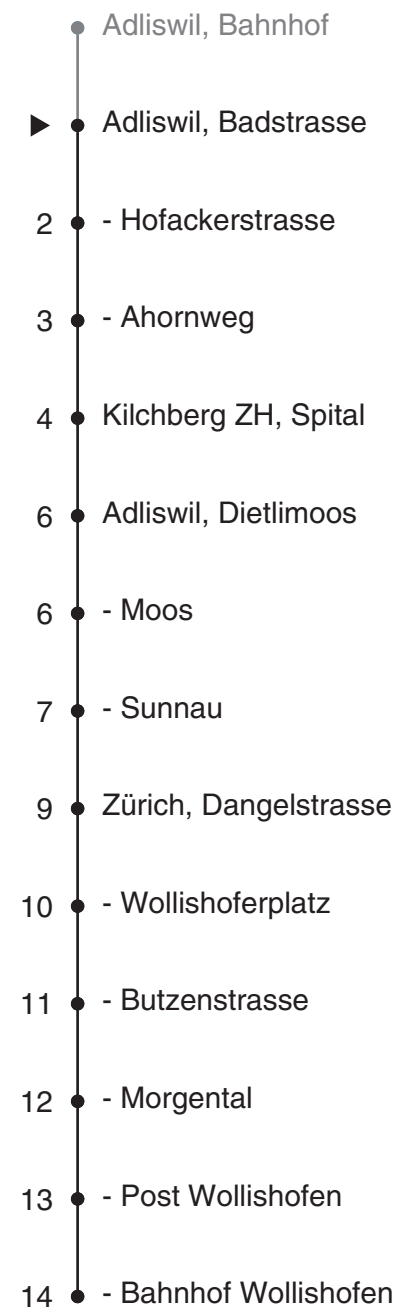 Adliswil, Bahnhof
Adliswil, Badstrasse
2 - Hofackerstrasse
3 - Ahornweg
4 Kilchberg ZH, Spital
6 Adliswil, Dietlimoos
6 - Moos
7 - Sunnau
9 Zürich, Dangelstrasse
10 - Wollishoferplatz
11 - Butzenstrasse
12 - Morgental
13 - Post Wollishofen
14 - Bahnhof Wollishofen